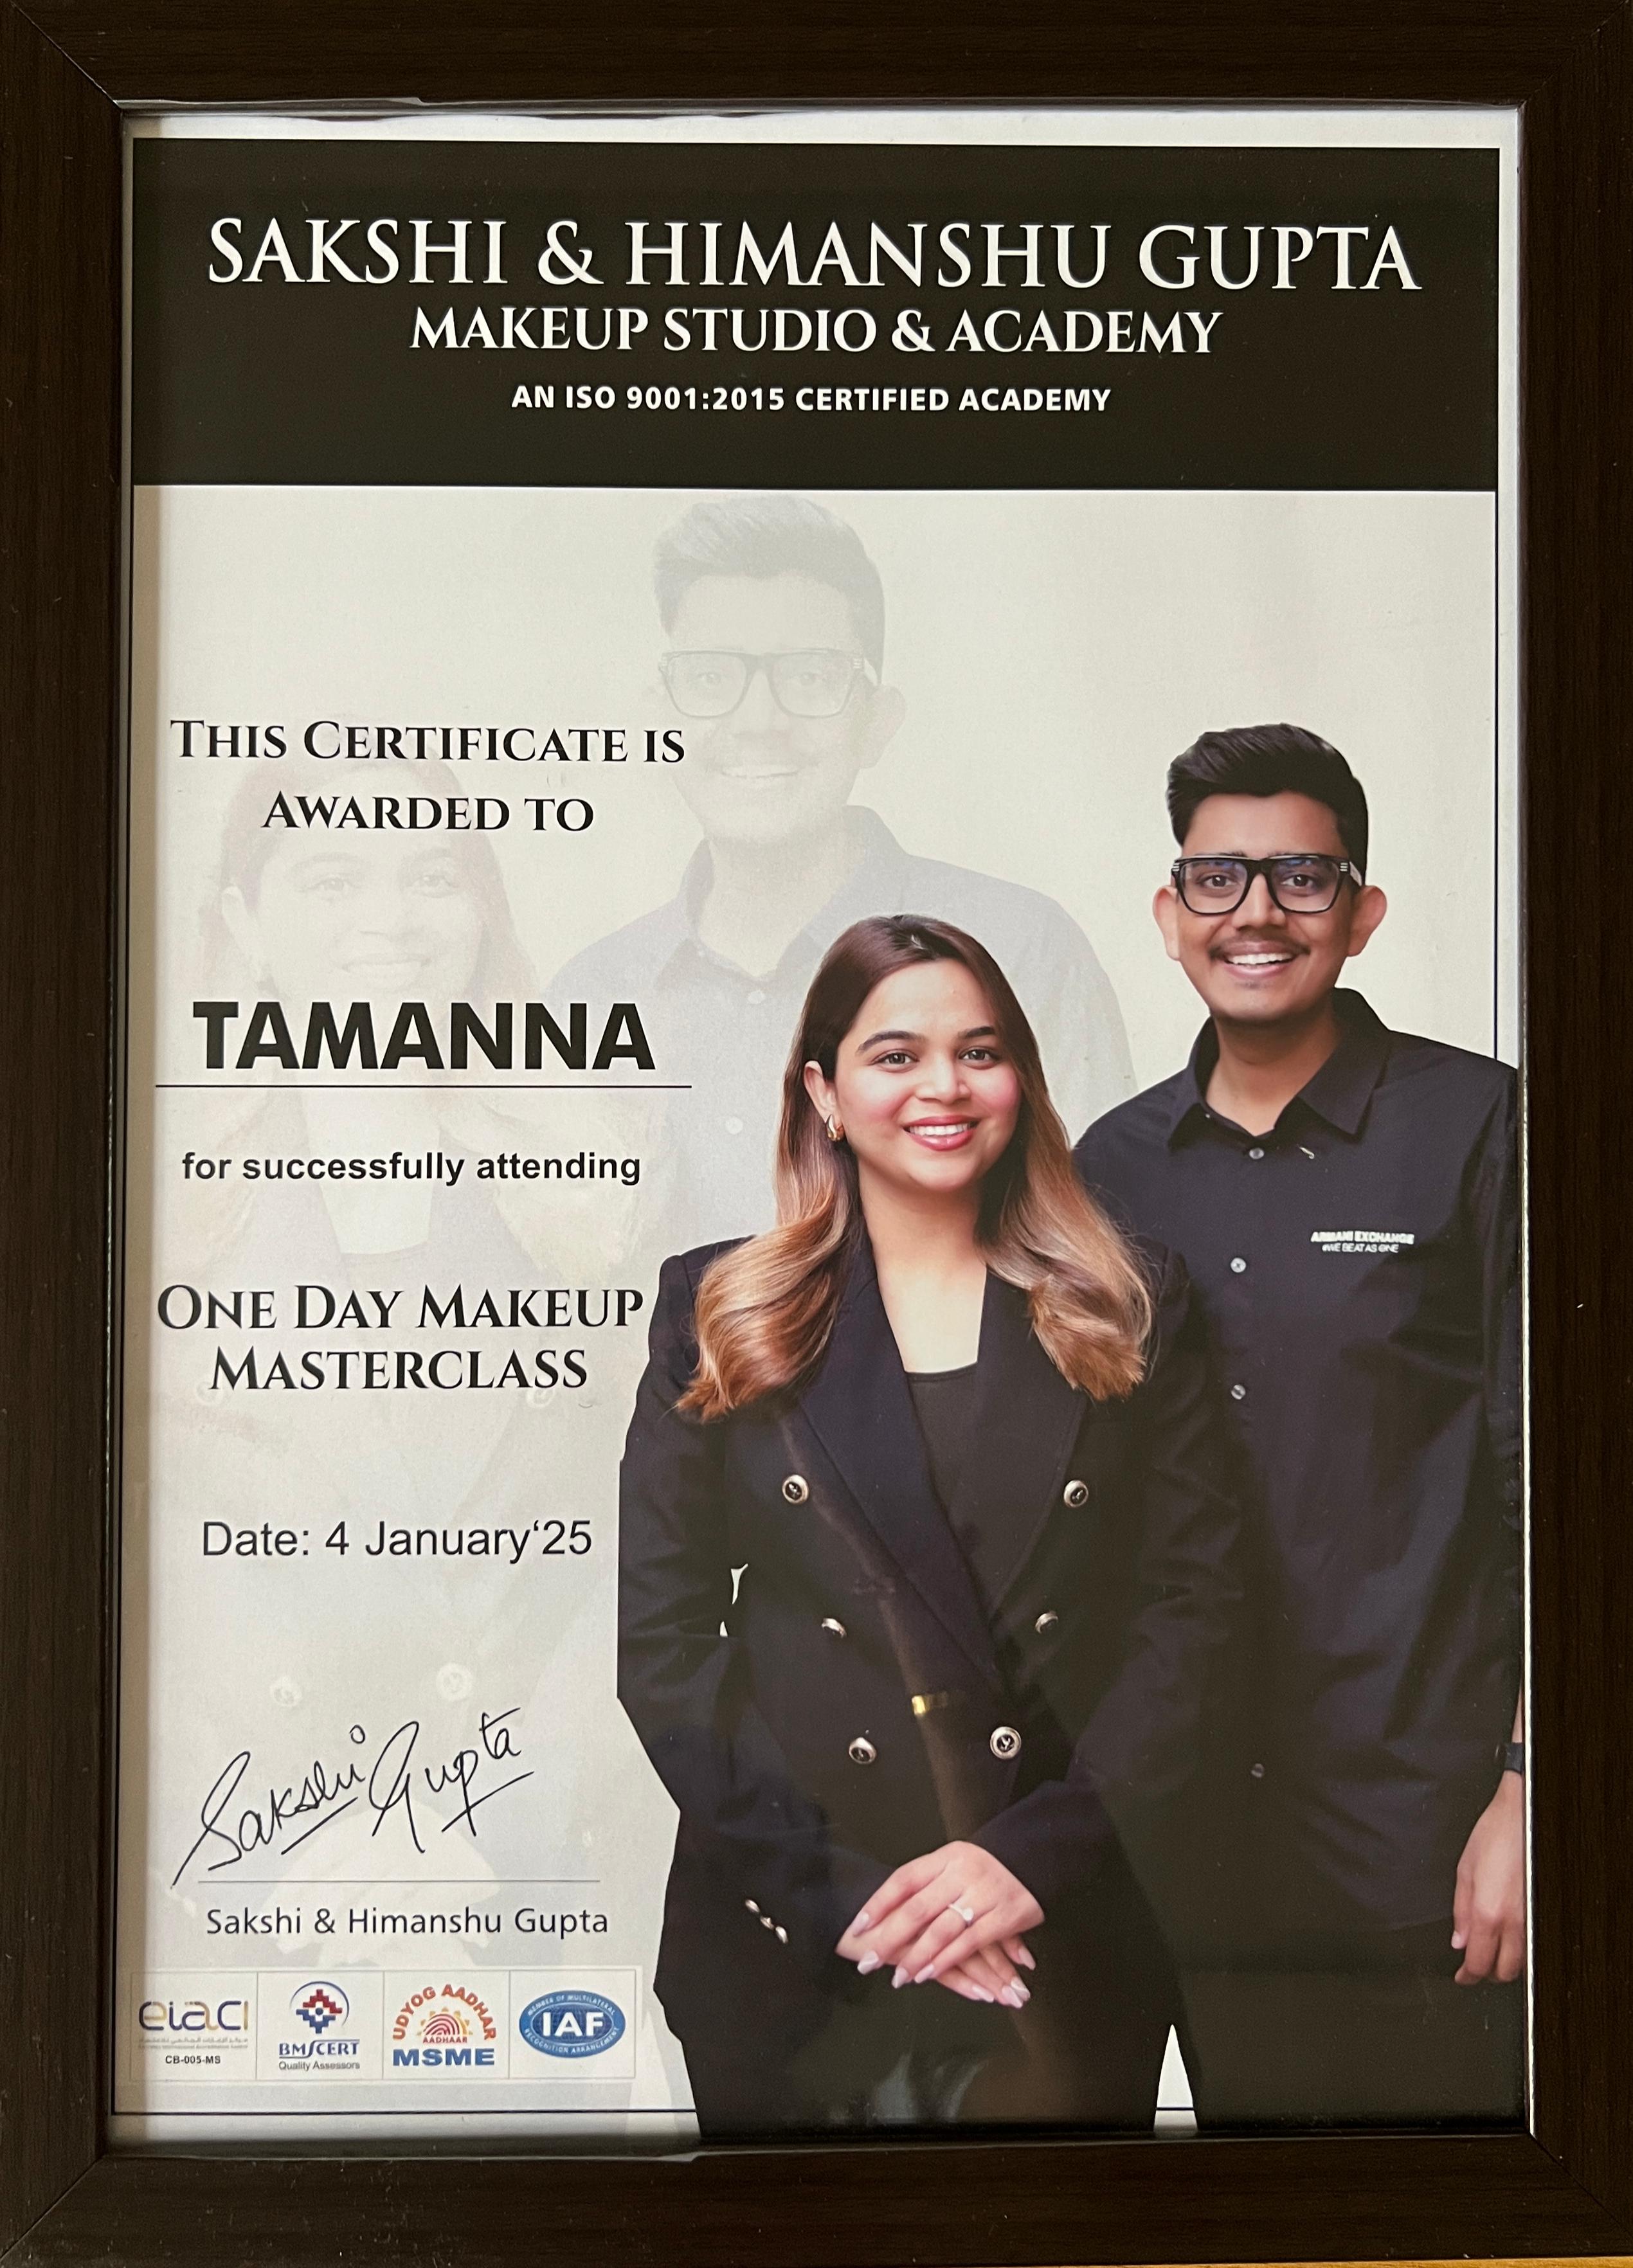 SAKSHI & HIMANSHU GUPTA
MAKEUP STUDIO & ACADEMY
AN ISO 9001:2015 CERTIFIED ACADEMY
THIS CERTIFICATE IS
AWARDED TO
TAMANNA
for successfully attending
ONE DAY MAKEUP
MASTERCLASS
Date: 4 January‘25
ARMANI EXCHANGE
#WE BEAT AS ONE
Sakshi Gupta
Sakshi & Himanshu Gupta
eiaci
CB-005-MS
BMSCERT
Quality Assessors
UDYOG AADHAR
AADHAAR
MSME
MEMBER OF MULTILATERAL
IAF
RECOGNITION ARRANGEMENT